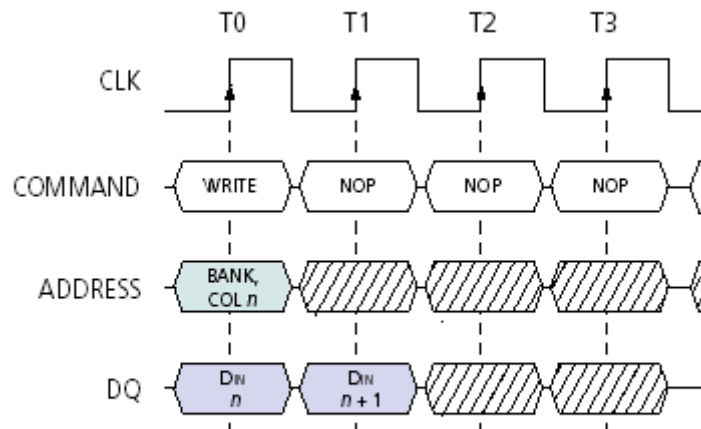 T0 T1 T2 T3
CLK
COMMAND WRITE NOP NOP NOP
ADDRESS BANK,
COL n
DQ DIN
n
DIN
n + 1